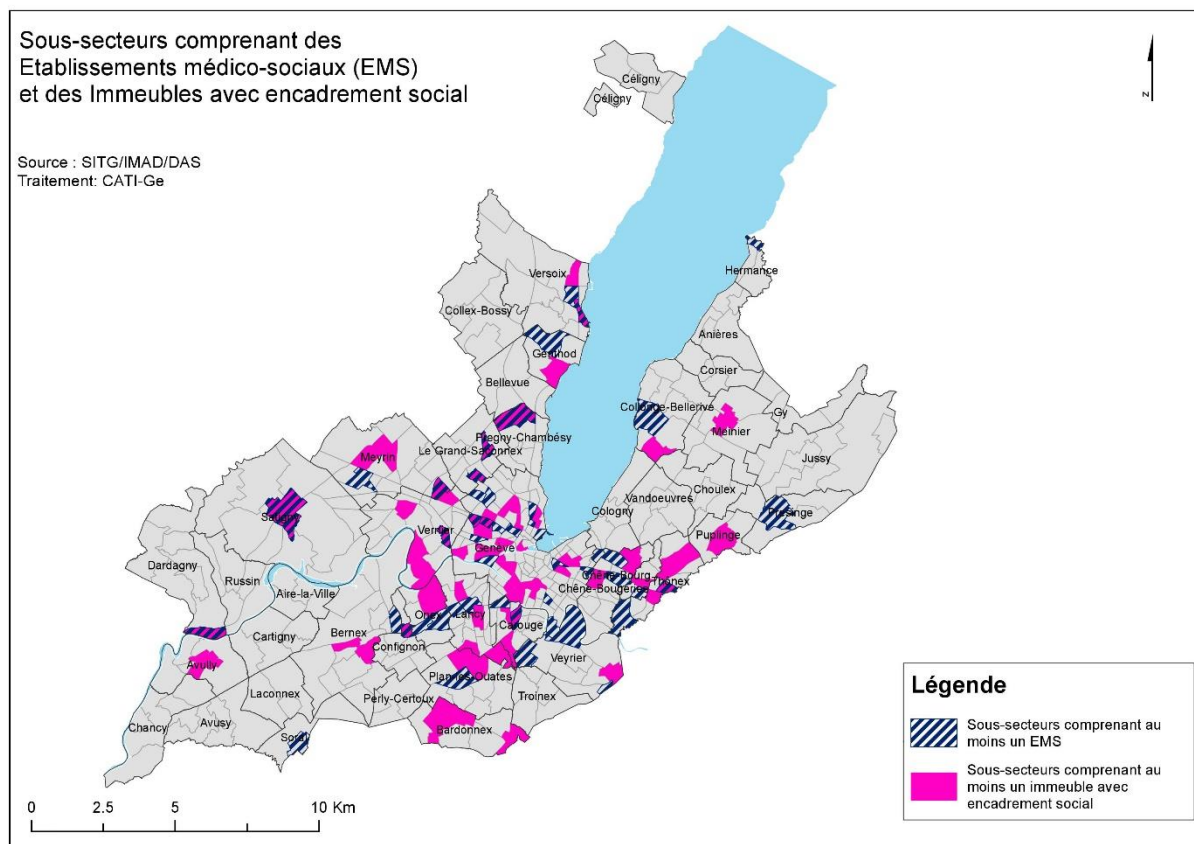 Sous-secteurs comprenant des
Etablissements médico-sociaux (EMS)
et des Immeubles avec encadrement social
Source : SITG/IMAD/DAS
Traitement: CATI-Ge
N
Céligny
Céligny
Hermance
Versoix
Collex-Bossy
Anières
Genthod
Corsier
Bellevue
Collonge-Bellerive
Gy
Meinier
Pregny-Chambésy
Le Grand-Saconnex
Meyrin
Jussy
Choulex
Vandoeuvres
Presinge
Cologny
Satigny
Vernier
Puplinge
Genève
Dardagny
Chêne-Bourg
Thônex
Russin
Chêne-Bougeries
Aire-la-Ville
Onex
Lancy
Carouge
Bernex
Cartigny
Confignon
Veyrier
Avully
Plan-les-Ouates
Laconnex
Perly-Certoux
Troinex
Chancy
Avusy
Bardonnex
Soral
Légende
Sous-secteurs comprenant au
moins un EMS
Sous-secteurs comprenant au
moins un immeuble avec
encadrement social
0 2.5 5 10 Km